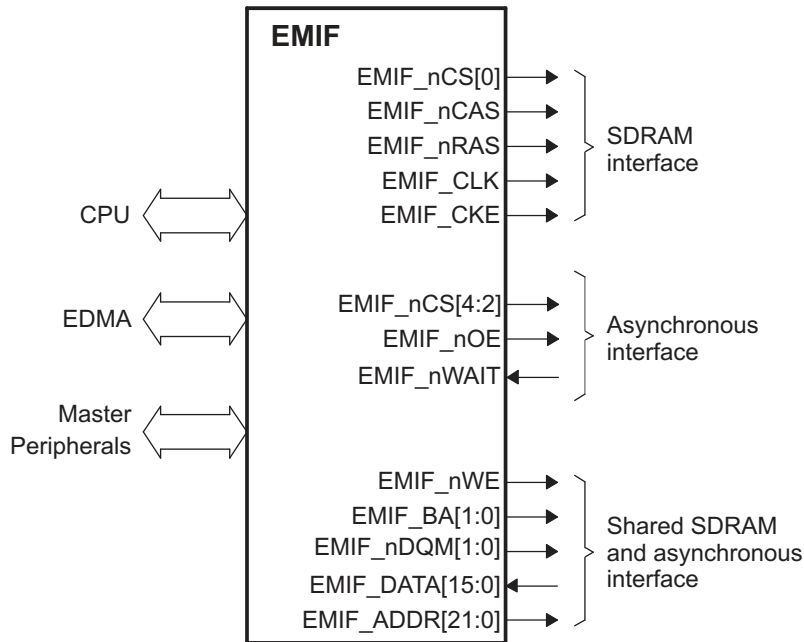 EMIF
EMIF_nCS[0]
EMIF_nCAS
EMIF_nRAS
EMIF_CLK
EMIF_CKE
SDRAM
interface
CPU
EDMA
Master
Peripherals
EMIF_nCS[4:2]
EMIF_nOE
EMIF_nWAIT
Asynchronous
interface
EMIF_nWE
EMIF_BA[1:0]
EMIF_nDQM[1:0]
EMIF_DATA[15:0]
EMIF_ADDR[21:0]
Shared SDRAM
and asynchronous
interface